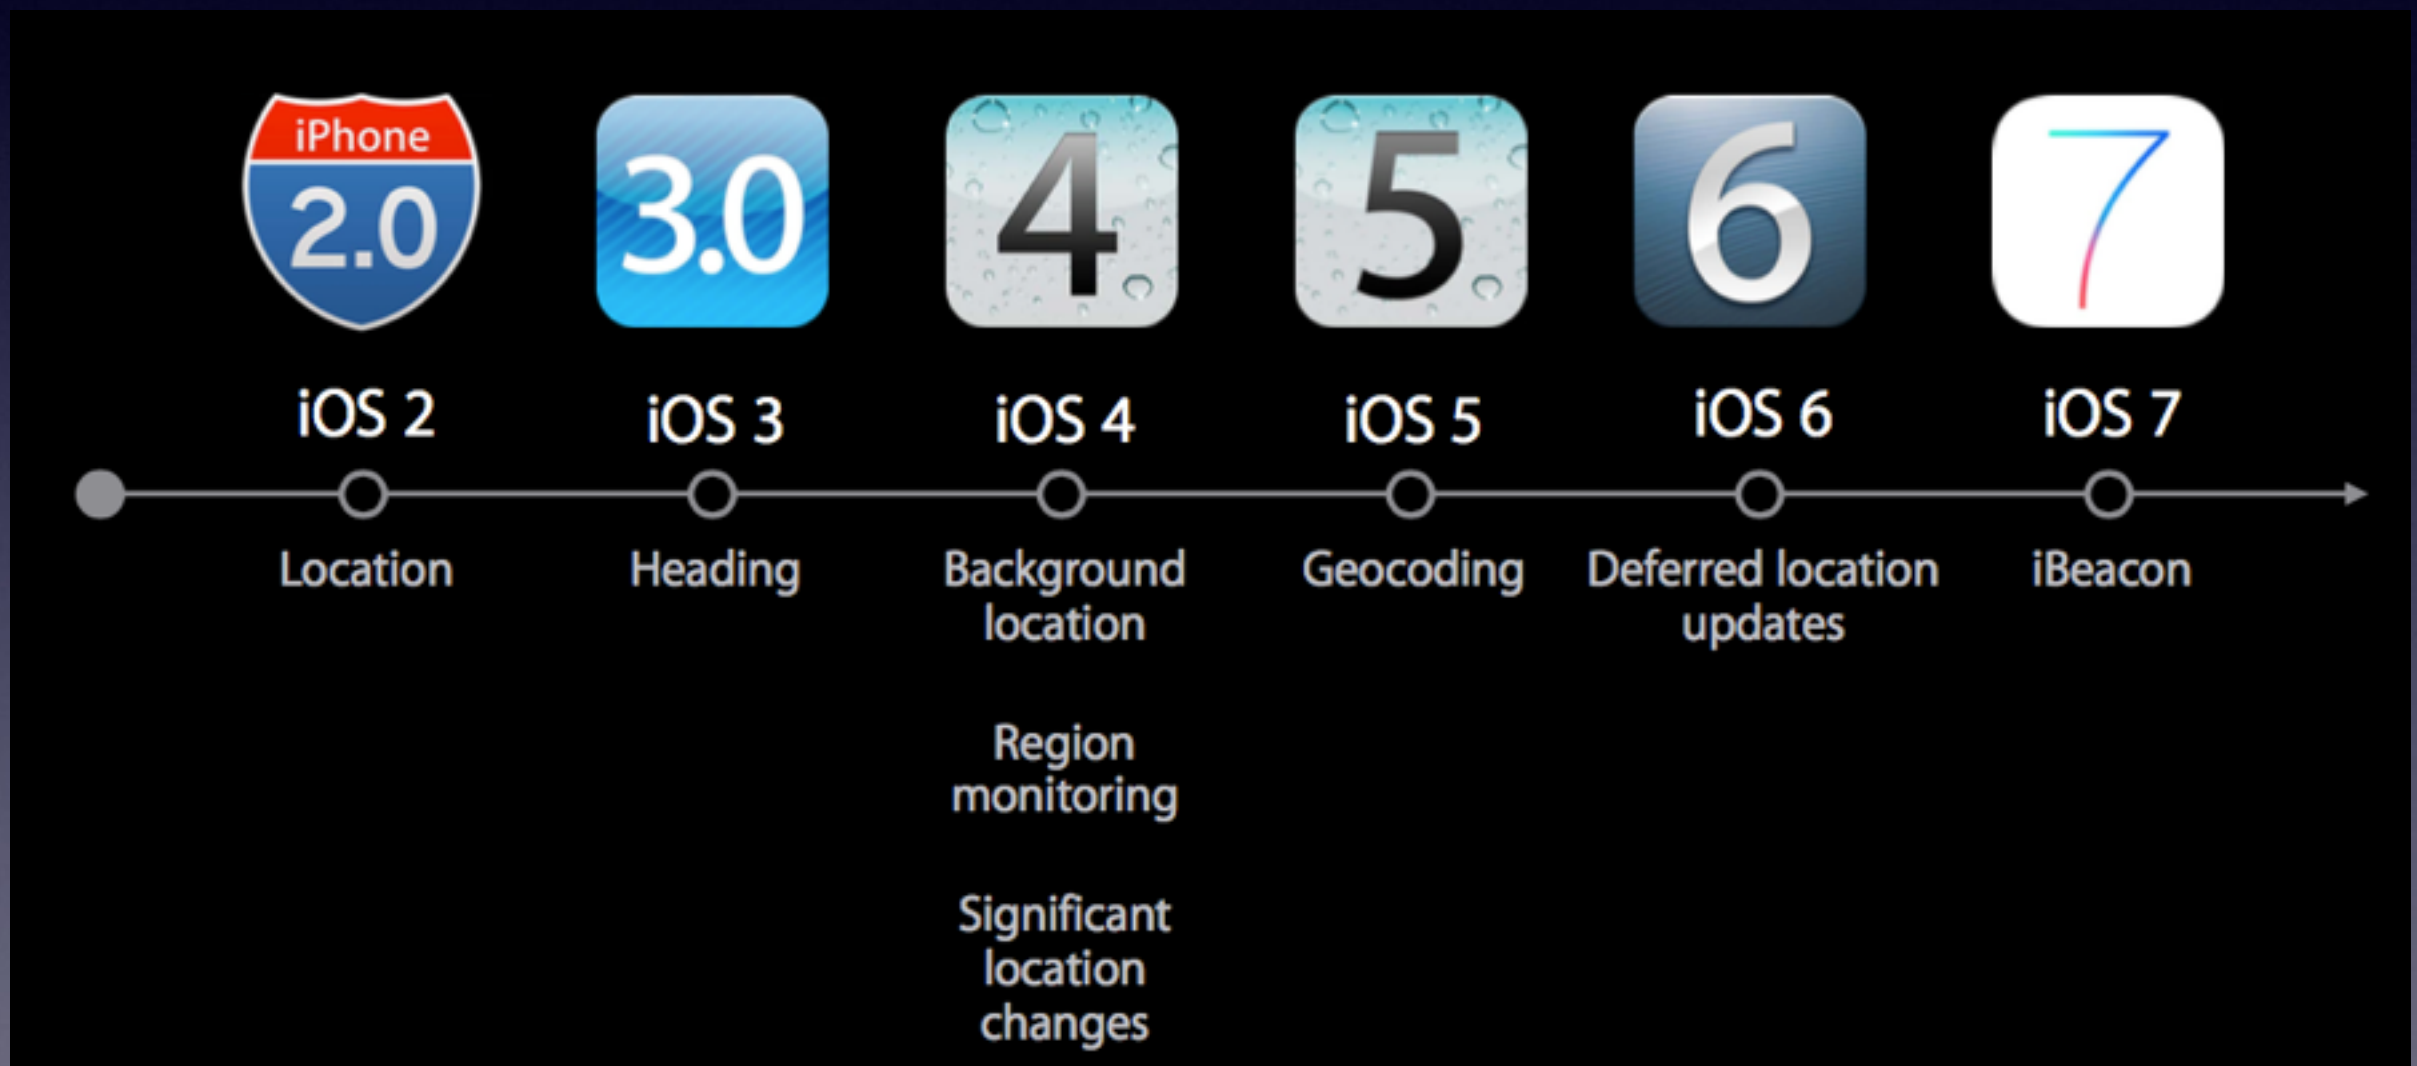 iPhone
2.0
3.0
4
5
6
7
iOS 2
iOS 3
iOS 4
iOS 5
iOS 6
iOS 7
Location
Heading
Background
location
Region
monitoring
Significant
location
changes
Geocoding
Deferred location
updates
iBeacon